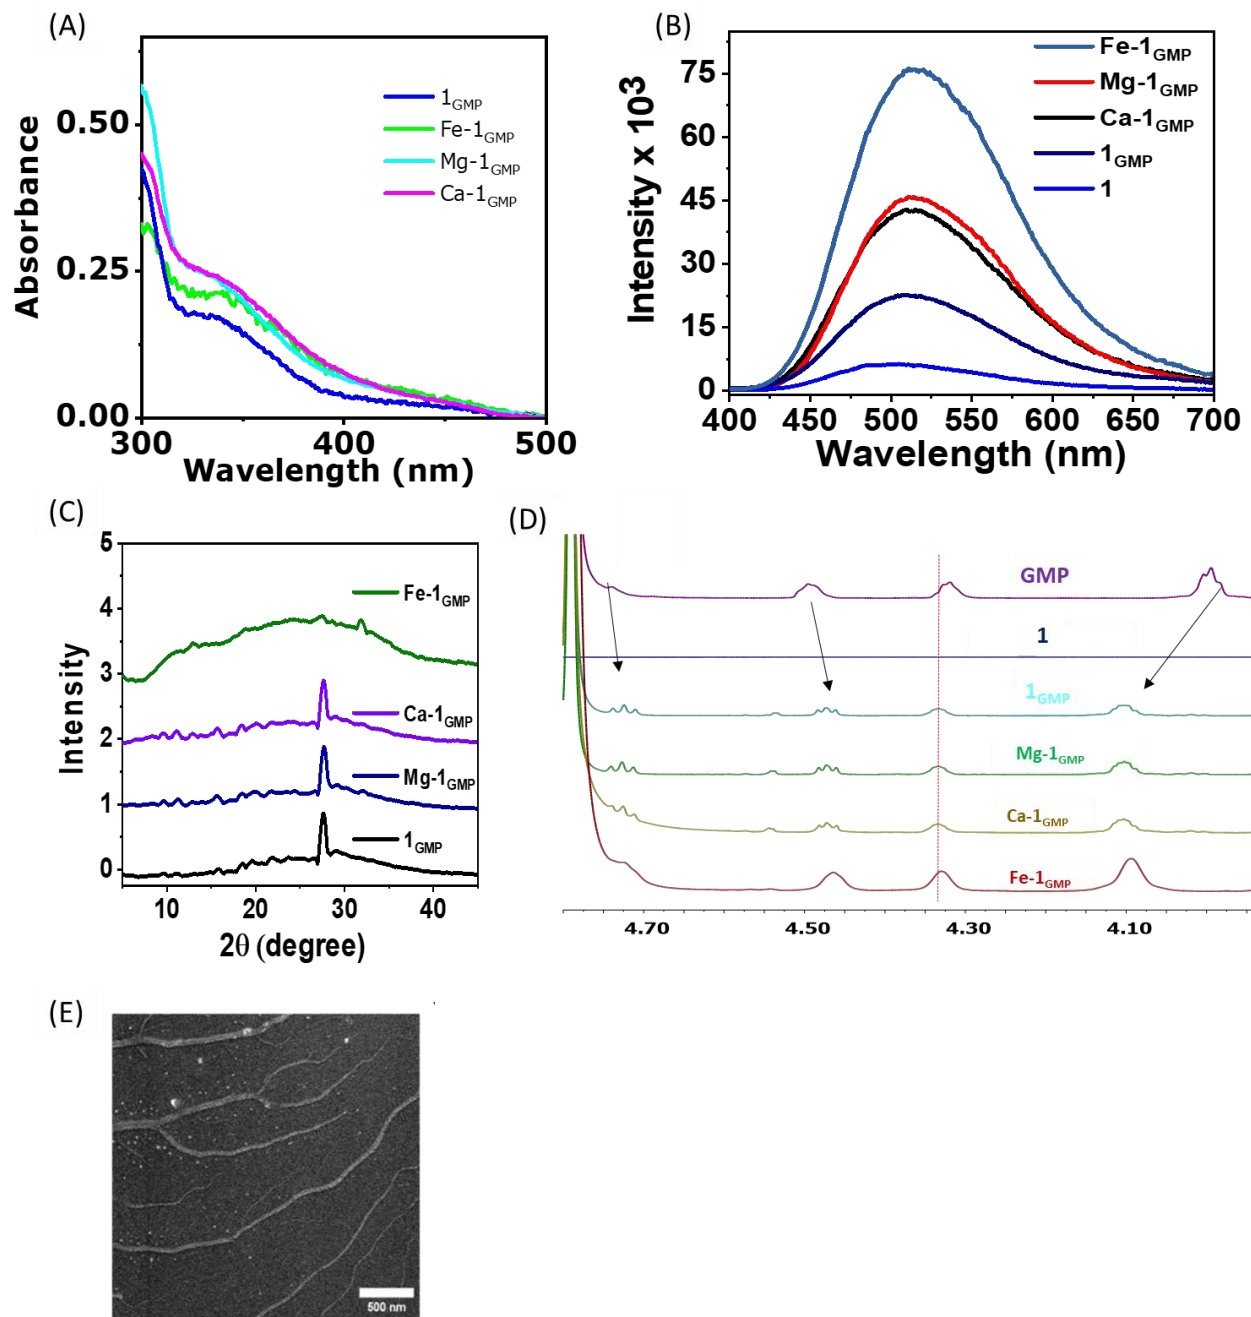 (A)
0.50
0.25
0.00
Absorbance
1GMP
Fe-1GMP
Mg-1GMP
Ca-1GMP
300
400
500
Wavelength (nm)
(B)
75
60
45
30
15
0
Intensity x 10³
Fe-1GMP
Mg-1GMP
Ca-1GMP
1GMP
1
400 450 500 550 600 650 700
Wavelength (nm)
(C)
5
4
3
2
1
0
Intensity
Fe-1GMP
Ca-1GMP
Mg-1GMP
1GMP
10 20 30 40
2θ (degree)
(D)
GMP
1
1GMP
Mg-1GMP
Ca-1GMP
Fe-1GMP
4.70 4.50 4.30 4.10
(E)
500 nm